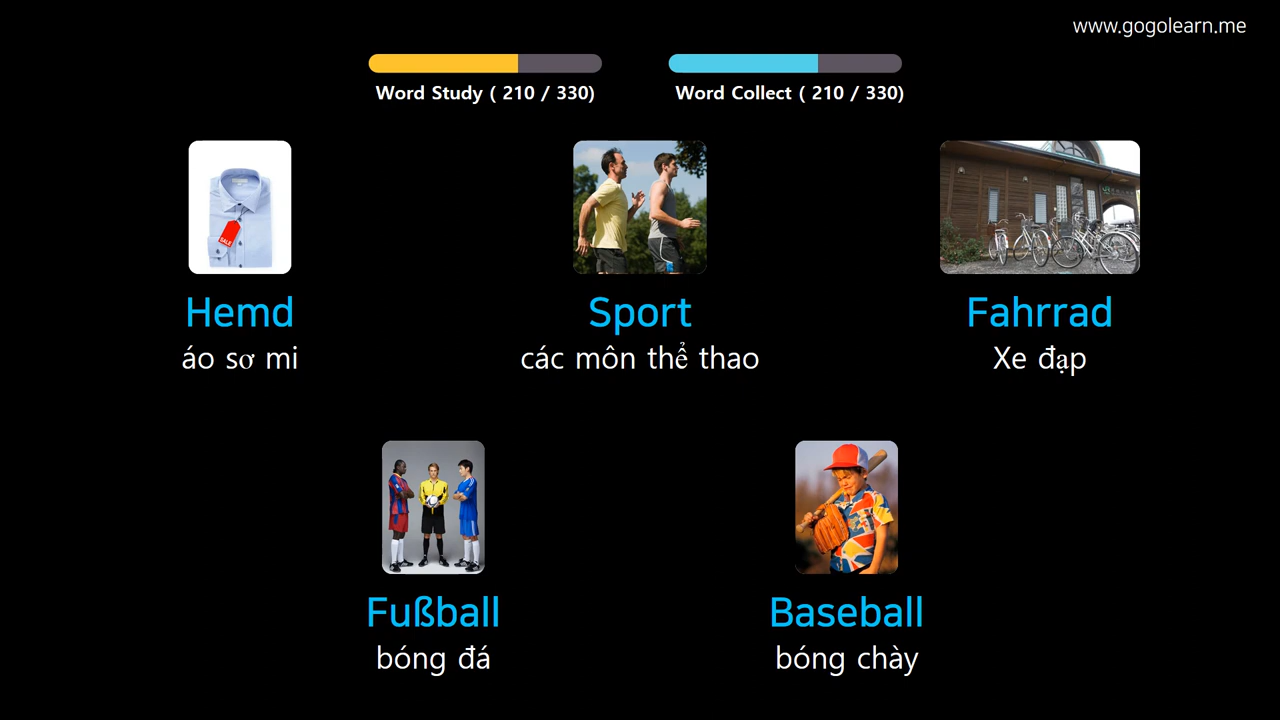 www.gogolearn.me
Word Study ( 210 / 330)
Word Collect ( 210 / 330)
SALE
Hemd
áo sơ mi
Sport
các môn thể thao
Fahrrad
Xe đạp
Fußball
bóng đá
Baseball
bóng chày